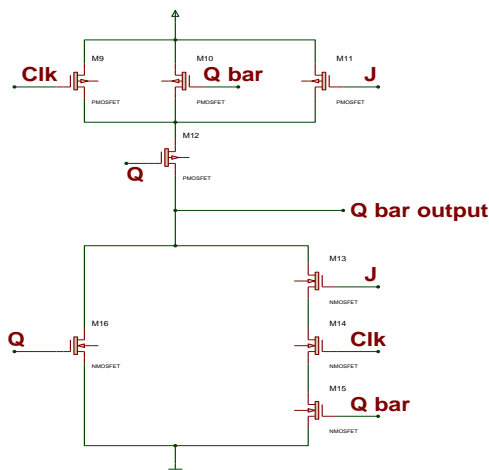 M9
M10
M11
Clk
Q bar
J
PMOSFET
PMOSFET
PMOSFET
M12
Q
PMOSFET
Q bar output
M13
J
NMOSFET
M16
M14
Q
Clk
NMOSFET
NMOSFET
M15
Q bar
NMOSFET